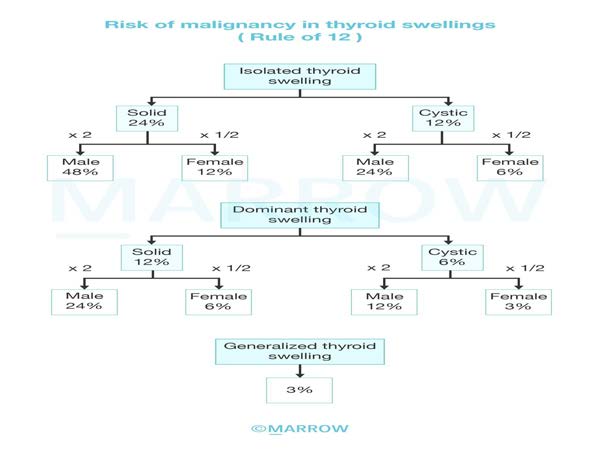 Risk of malignancy in thyroid swellings
( Rule of 12 )
Isolated thyroid
swelling
Solid
24%
Cystic
12%
x 2
x 1/2
x 2
x 1/2
Male
48%
Female
12%
Male
24%
Female
6%
MARROW
Dominant thyroid
swelling
Solid
12%
Cystic
6%
x 2
x 1/2
x 2
x 1/2
Male
24%
Female
6%
Male
12%
Female
3%
Generalized thyroid
swelling
3%
©MARROW